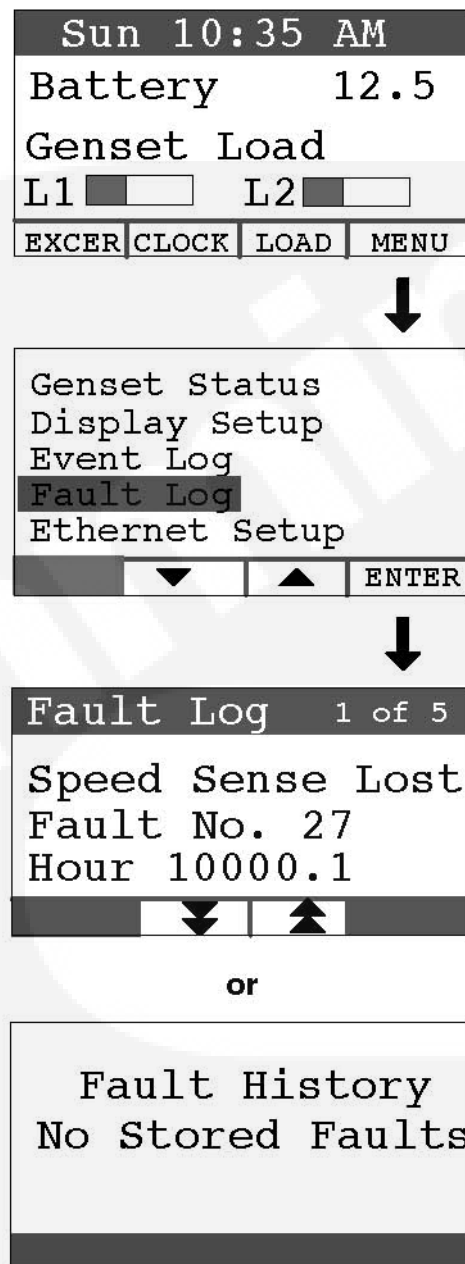 Sun 10:35 AM
Battery 12.5
Genset Load
L1 L2
EXCER CLOCK LOAD MENU
Genset Status
Display Setup
Event Log
Fault Log
Ethernet Setup
ENTER
Fault Log 1 of 5
Speed Sense Lost
Fault No. 27
Hour 10000.1
or
Fault History
No Stored Faults